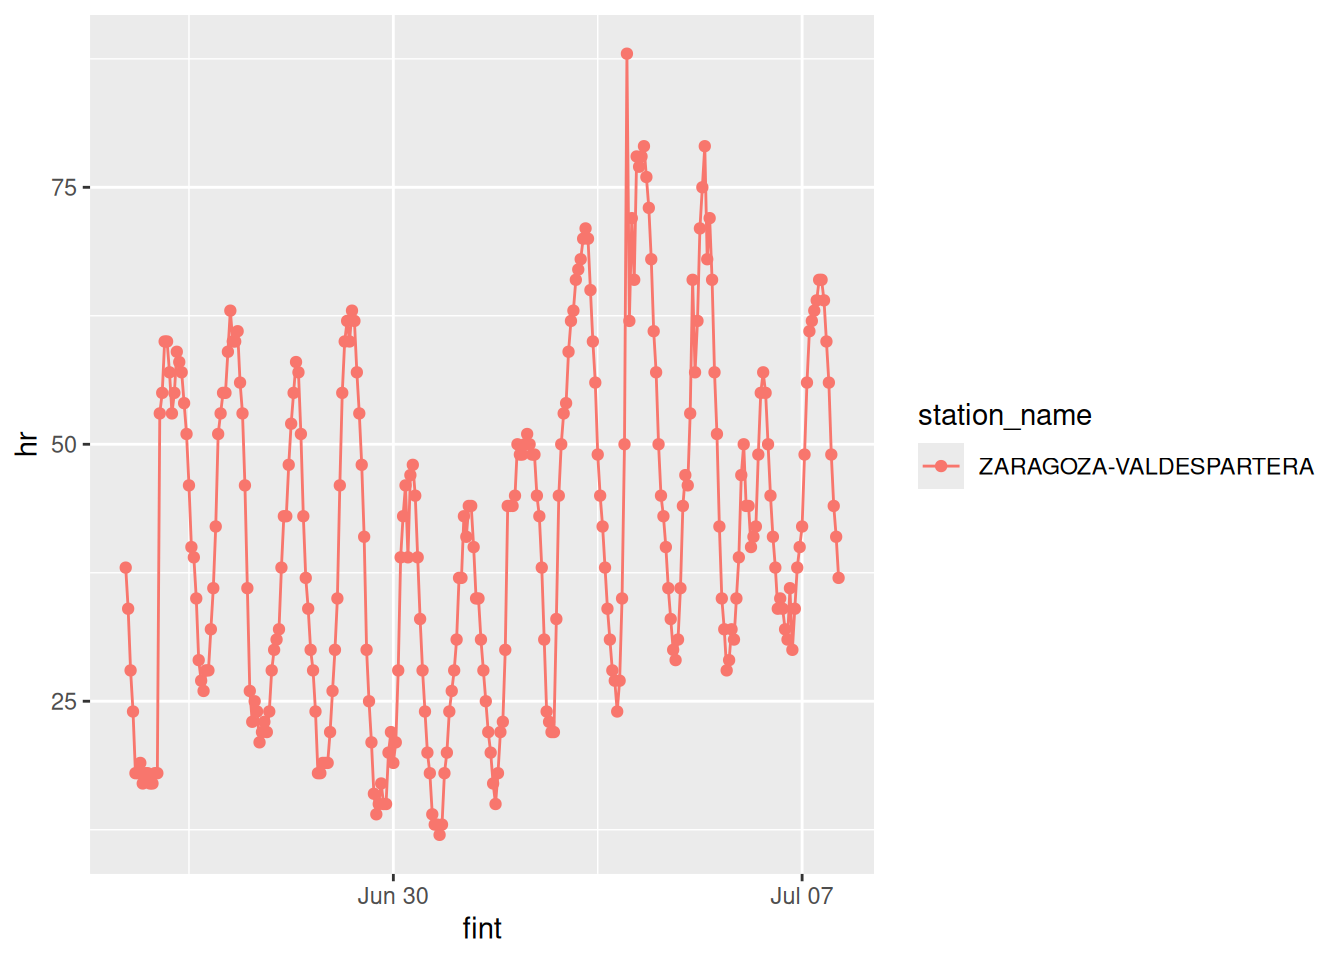 75
50
25
hr
Jun 30
Jul 07
fint
station_name
ZARAGOZA-VALDESPARTERA